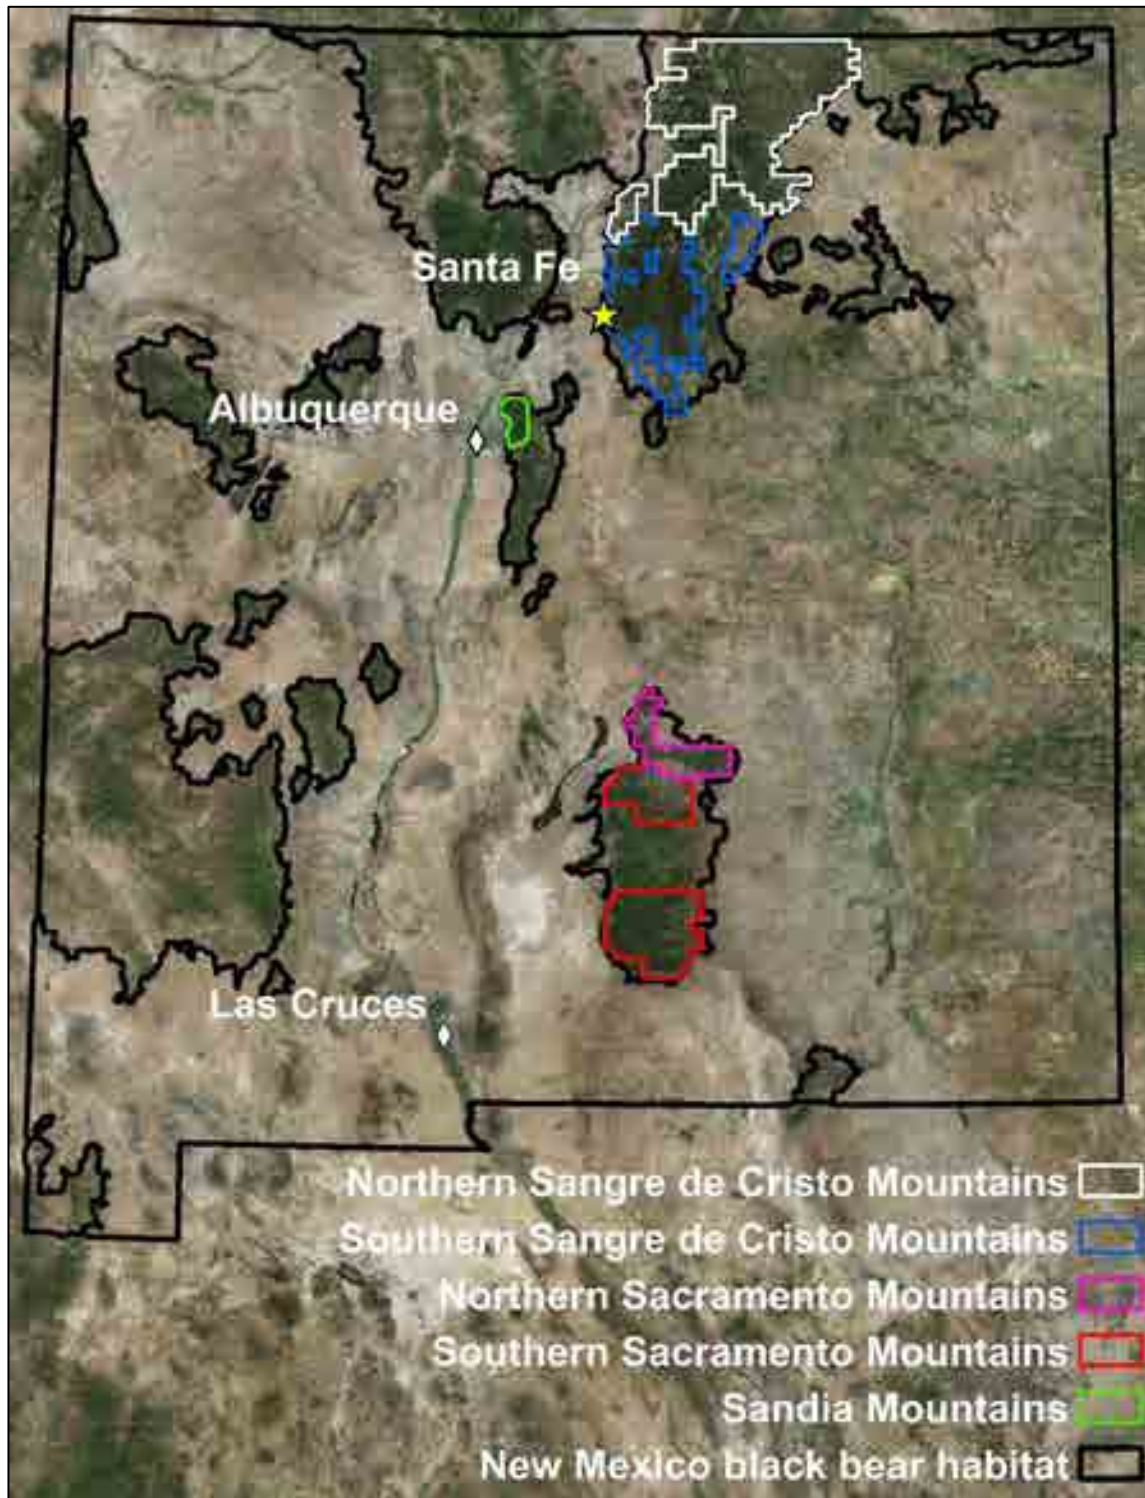 Santa Fe
Albuquerque
Las Cruces
Northern Sangre de Cristo Mountains
Southern Sangre de Cristo Mountains
Northern Sacramento Mountains
Southern Sacramento Mountains
Sandia Mountains
New Mexico black bear habitat